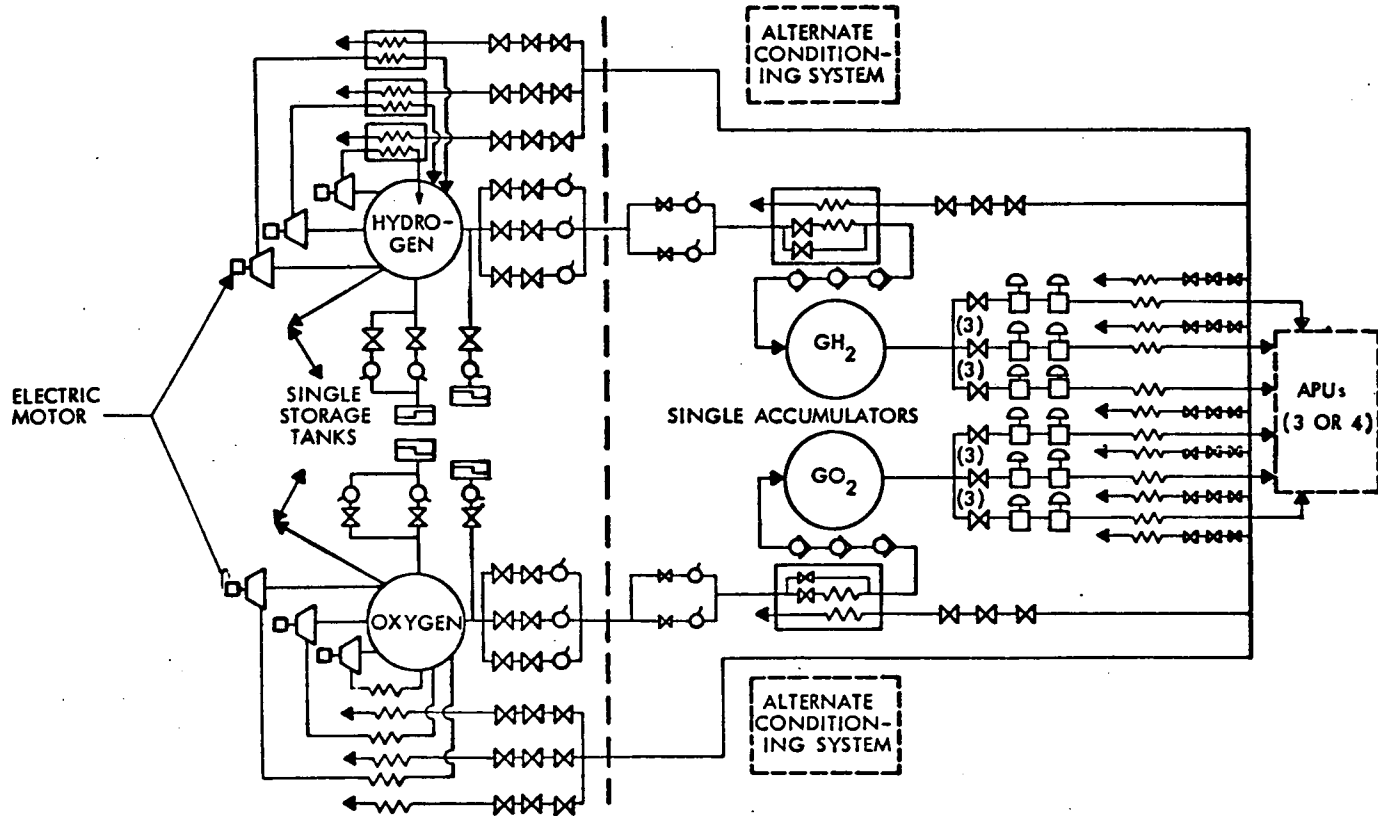 ALTERNATE
CONDITION-
ING SYSTEM
HYDRO-
GEN
(3)
GH2
(3)
ELECTRIC
MOTOR
SINGLE
STORAGE
TANKS
SINGLE ACCUMULATORS
APUs
(3 OR 4)
(3)
GO2
(3)
OXYGEN
ALTERNATE
CONDITION-
ING SYSTEM